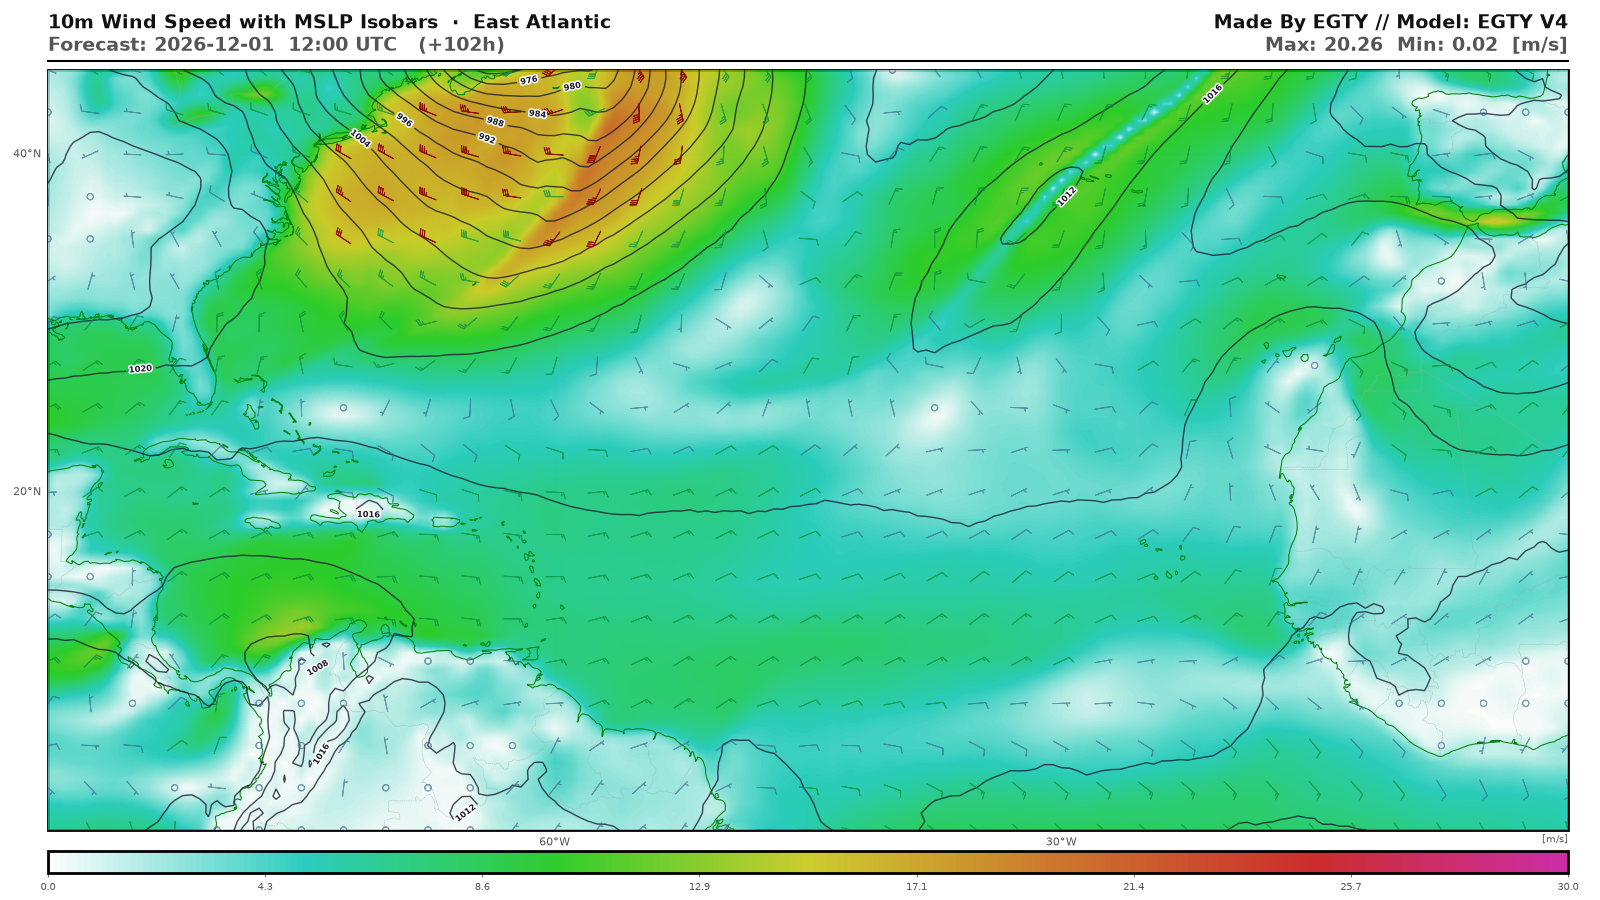 10m Wind Speed with MSLP Isobars · East Atlantic
Made By EGTY // Model: EGTY V4
Forecast: 2026-12-01 12:00 UTC (+102h)
Max: 20.26 Min: 0.02 [m/s]
976
980
984
988
992
996
1004
1016
1012
1020
1016
1008
1016
1012
40°N
20°N
60°W
30°W
[m/s]
0.0
4.3
8.6
12.9
17.1
21.4
25.7
30.0